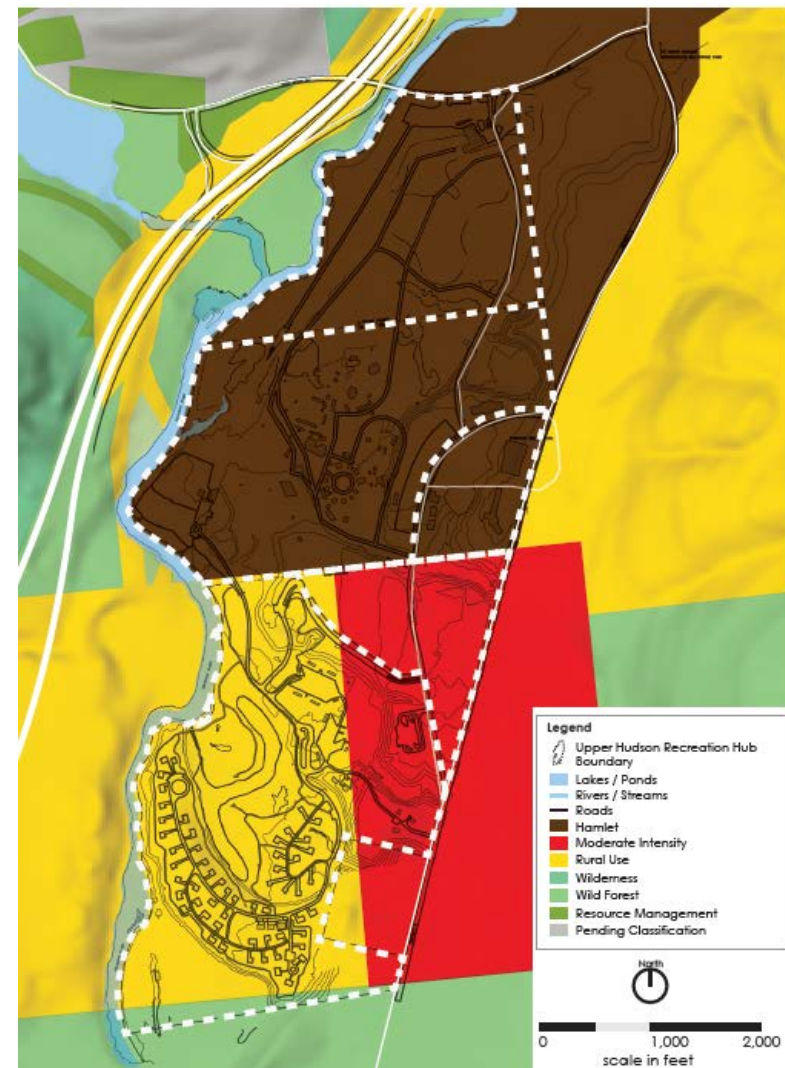 Legend
Upper Hudson Recreation Hub
Boundary
Lakes / Ponds
Rivers / Streams
Roads
Hamlet
Moderate Intensity
Rural Use
Wilderness
Wild Forest
Resource Management
Pending Classification
North
0 1,000 2,000
scale in feet